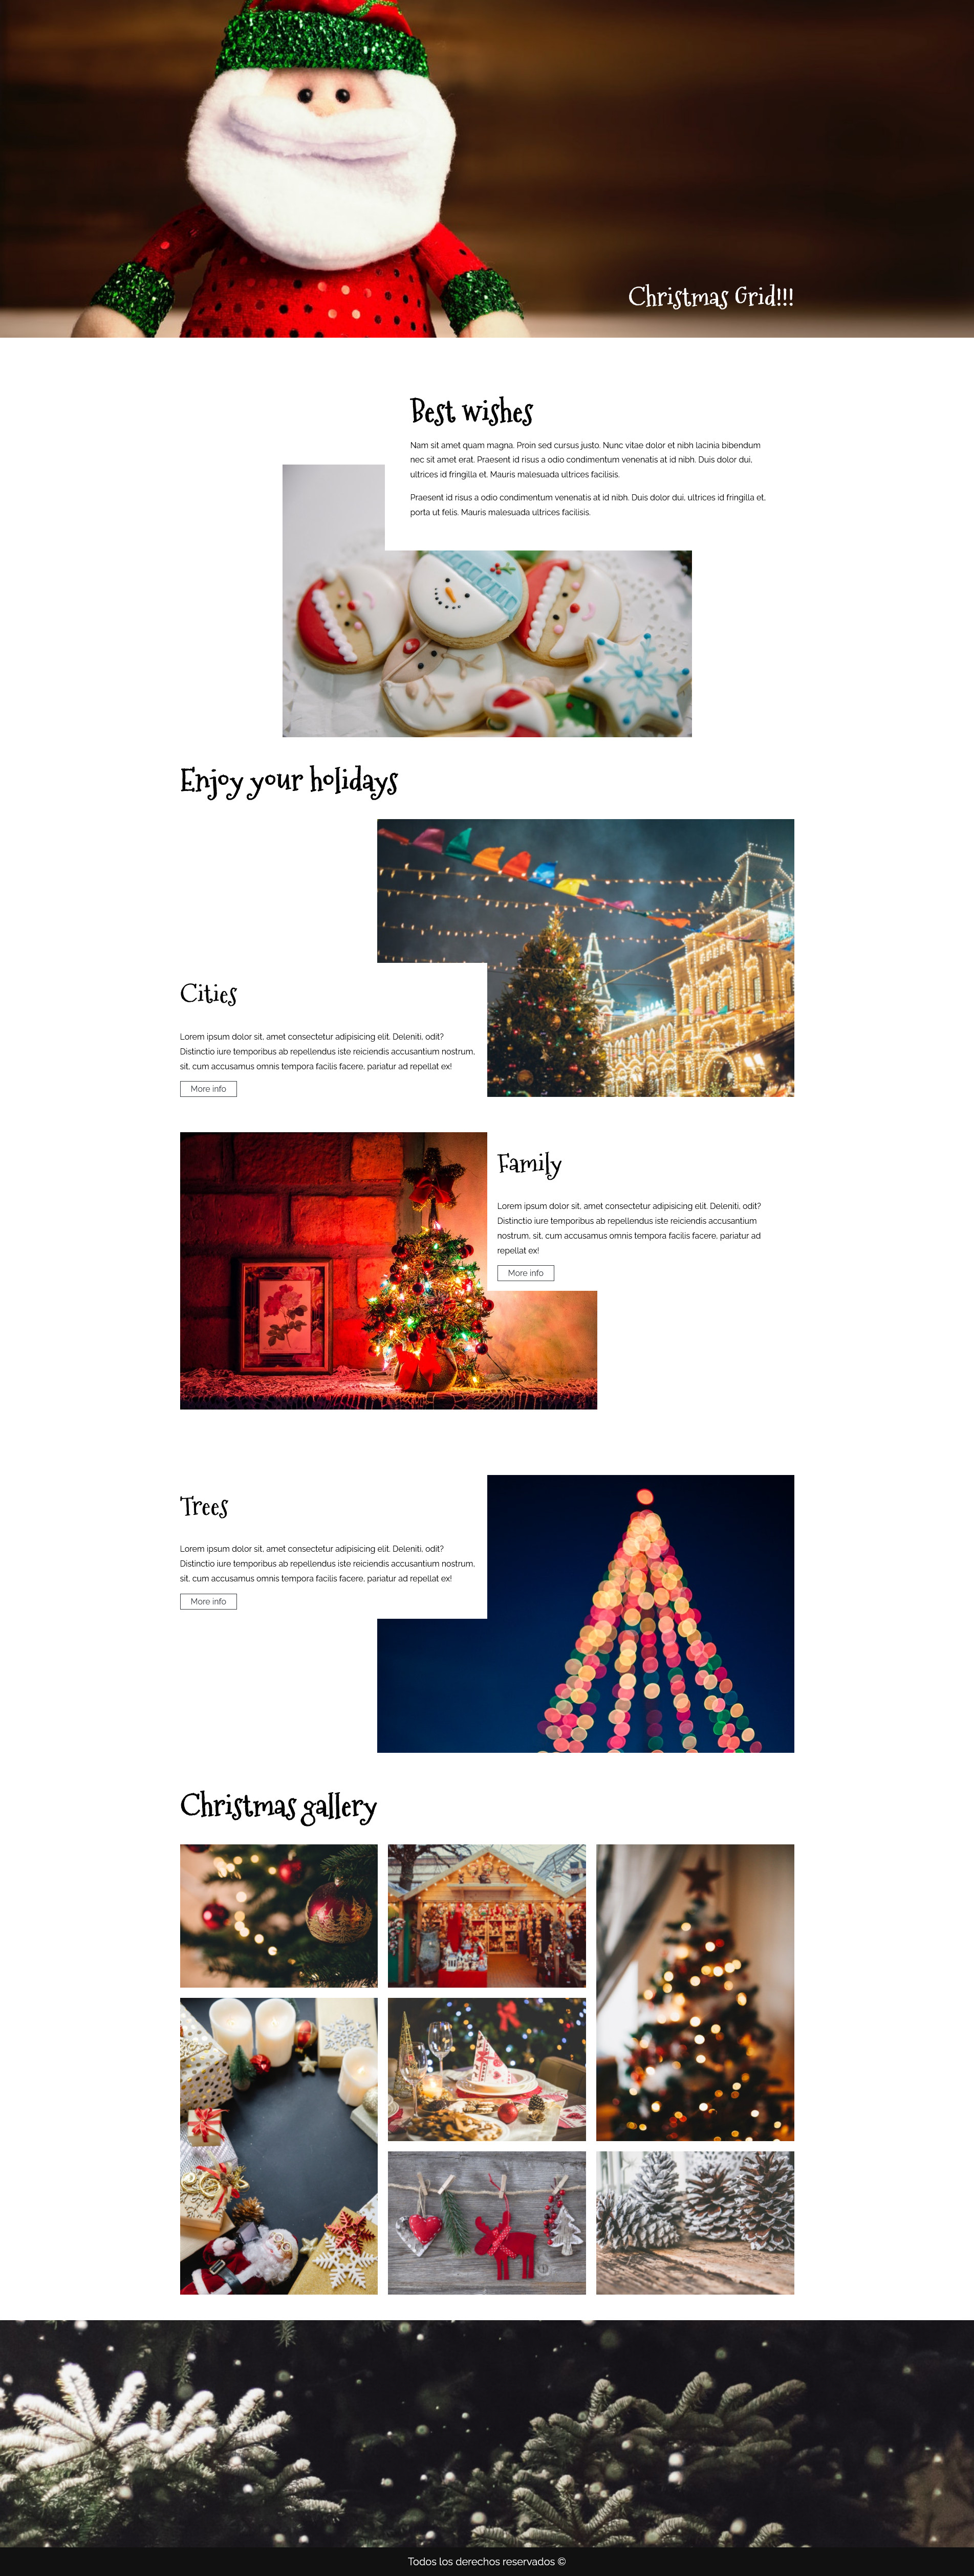 Christmas Grid!!!
Best wishes
Nam sit amet quam magna. Proin sed cursus justo. Nunc vitae dolor et nibh lacinia bibendum
nec sit amet erat. Praesent id risus a odio condimentum venenatis at id nibh. Duis dolor dui,
ultrices id fringilla et, Mauris malesuada ultrices facilisis.
Praesent id risus a odio condimentum venenatis at id nibh. Duis dolor dui, ultrices id fringilla et,
porta ut felis. Mauris malesuada ultrices facilisis.
Enjoy your holidays
Cities
Lorem ipsum dolor sit, amet consectetur adipisicing elit. Deleniti, odit?
Distinctio iure temporibus ab repellendus iste reiciendis accusantium nostrum,
sit, cum accusamus omnis tempora facilis facere, pariatur ad repellat ex!
More info
Family
Lorem ipsum dolor sit, amet consectetur adipisicing elit. Deleniti, odit?
Distinctio iure temporibus ab repellendus iste reiciendis accusantium
nostrum, sit, cum accusamus omnis tempora facilis facere, pariatur ad
repellat ex!
More info
Trees
Lorem ipsum dolor sit, amet consectetur adipisicing elit. Deleniti, odit?
Distinctio iure temporibus ab repellendus iste reiciendis accusantium nostrum,
sit, cum accusamus omnis tempora facilis facere, pariatur ad repellat ex!
More info
Christmas gallery
Todos los derechos reservados ©